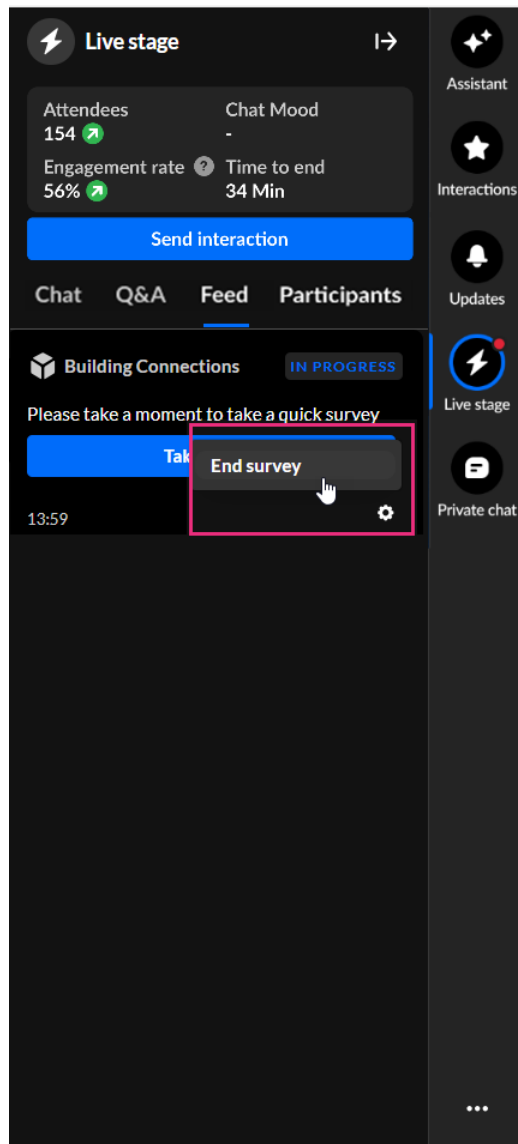 Live stage
Attendees
154
Chat Mood
-
Engagement rate ?
56%
Time to end
34 Min
Send interaction
Chat Q&A Feed Participants
Building Connections IN PROGRESS
Please take a moment to take a quick survey
Tak
End survey
13:59
Assistant
Interactions
Updates
Live stage
Private chat